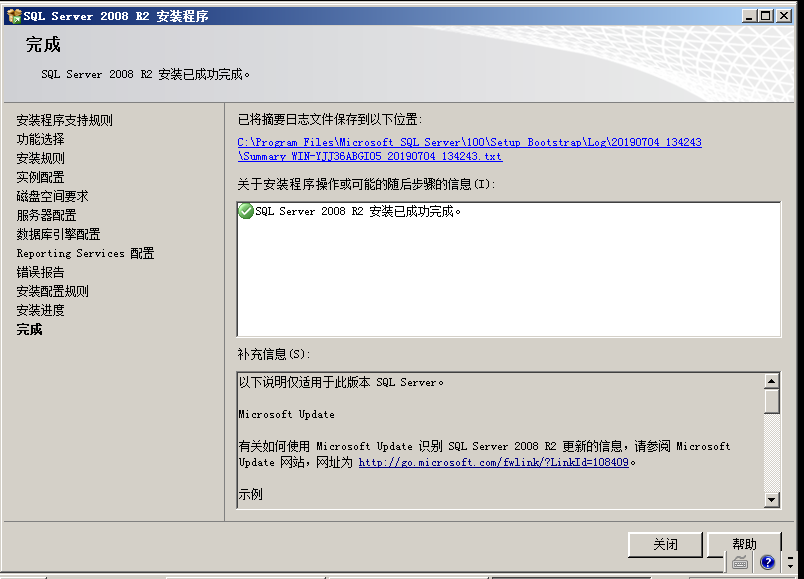 SQL Server 2008 R2 安装程序
完成
SQL Server 2008 R2 安装已成功完成。
安装程序支持规则
功能选择
安装规则
实例配置
磁盘空间要求
服务器配置
数据库引擎配置
Reporting Services 配置
错误报告
安装配置规则
安装进度
完成
已将摘要日志文件保存到以下位置:
C:\Program Files\Microsoft SQL Server\100\Setup Bootstrap\Log\20190704_134243
\Summary_WIN-YJJ36ABGI05_20190704_134243.txt
关于安装程序操作或可能的随后步骤的信息(I):
SQL Server 2008 R2 安装已成功完成。
补充信息(S):
以下说明仅适用于此版本 SQL Server。
Microsoft Update
有关如何使用 Microsoft Update 识别 SQL Server 2008 R2 更新的信息，请参阅 Microsoft
Update 网站，网址为 http://go.microsoft.com/fwlink/?LinkId=108409。
示例
关闭
帮助